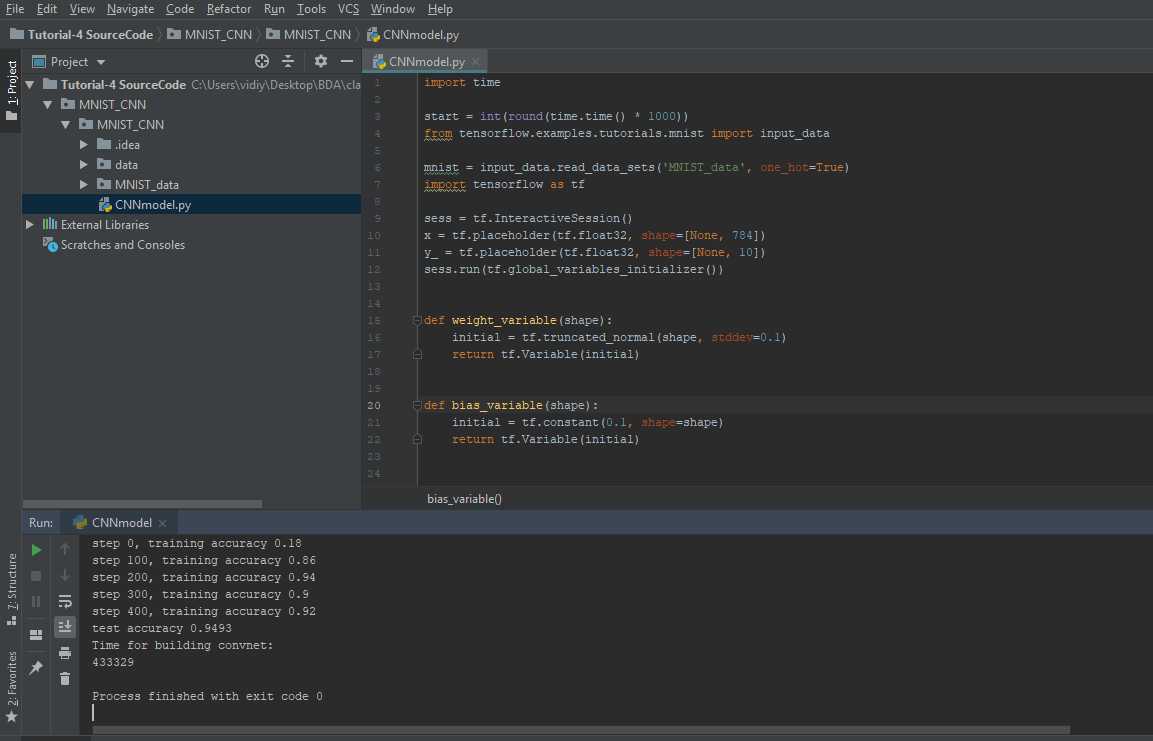 File Edit View Navigate Code Refactor Run Tools VCS Window Help
Tutorial-4 SourceCode MNIST_CNN MNIST_CNN CNNmodel.py
1: Project
Project
Tutorial-4 SourceCode C:\Users\vidiy\Desktop\BDA\cla
MNIST_CNN
MNIST_CNN
.idea
data
MNIST_data
CNNmodel.py
External Libraries
Scratches and Consoles
CNNmodel.py
1 import time
2
3 start = int(round(time.time() * 1000))
4 from tensorflow.examples.tutorials.mnist import input_data
5
6 mnist = input_data.read_data_sets('MNIST_data', one_hot=True)
7 import tensorflow as tf
8
9 sess = tf.InteractiveSession()
10 x = tf.placeholder(tf.float32, shape=[None, 784])
11 y_ = tf.placeholder(tf.float32, shape=[None, 10])
12 sess.run(tf.global_variables_initializer())
13
14
15 def weight_variable(shape):
16 initial = tf.truncated_normal(shape, stddev=0.1)
17 return tf.Variable(initial)
18
19
20 def bias_variable(shape):
21 initial = tf.constant(0.1, shape=shape)
22 return tf.Variable(initial)
23
24
bias_variable()
Run: CNNmodel
step 0, training accuracy 0.18
step 100, training accuracy 0.86
step 200, training accuracy 0.94
step 300, training accuracy 0.9
step 400, training accuracy 0.92
test accuracy 0.9493
Time for building convnet:
433329
Process finished with exit code 0
7: Structure
2: Favorites